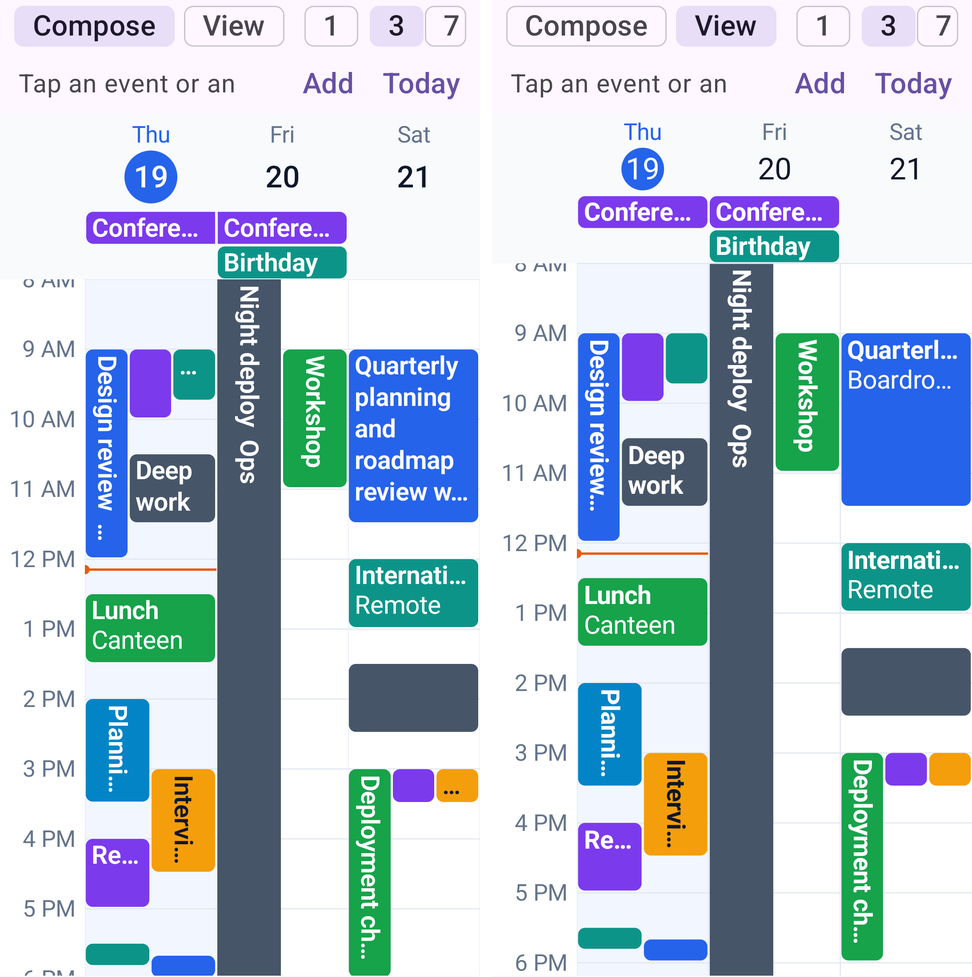 Compose View 1 3 7
Tap an event or an Add Today
Thu Fri Sat
19 20 21
Confere... Confere...
Birthday
8 AM
9 AM
10 AM
11 AM
12 PM
1 PM
2 PM
3 PM
4 PM
5 PM
6 PM
Design review ...
...
Deep
work
Lunch
Canteen
Planni...
Intervi...
Re...
Night deploy Ops
Workshop
Quarterly
planning
and
roadmap
review w...
Internati...
Remote
Deployment ch...
...
Compose View 1 3 7
Tap an event or an Add Today
Thu Fri Sat
19 20 21
Confere... Confere...
Birthday
8 AM
9 AM
10 AM
11 AM
12 PM
1 PM
2 PM
3 PM
4 PM
5 PM
6 PM
Design review...
Deep
work
Lunch
Canteen
Planni...
Intervi...
Re...
Night deploy Ops
Workshop
Quarterl...
Boardro...
Internati...
Remote
Deployment ch...